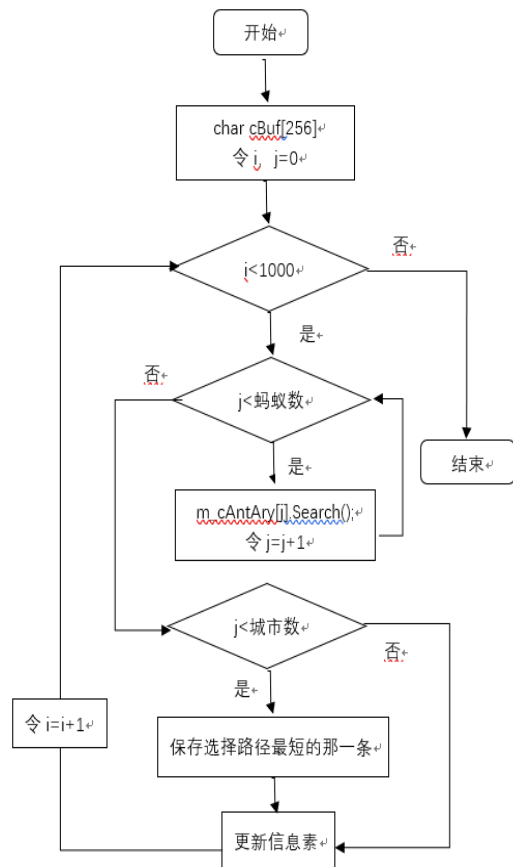 开始↵
char cBuf[256]↵
令 i, j=0↵
i<1000↵
否↵
是↵
否↵
j<蚂蚁数↵
是↵
结束↵
m_cAntAry[j].Search();
令 j=j+1↵
j<城市数↵
否↵
是↵
令 i=i+1↵
保存选择路径最短的那一条↵
更新信息素↵